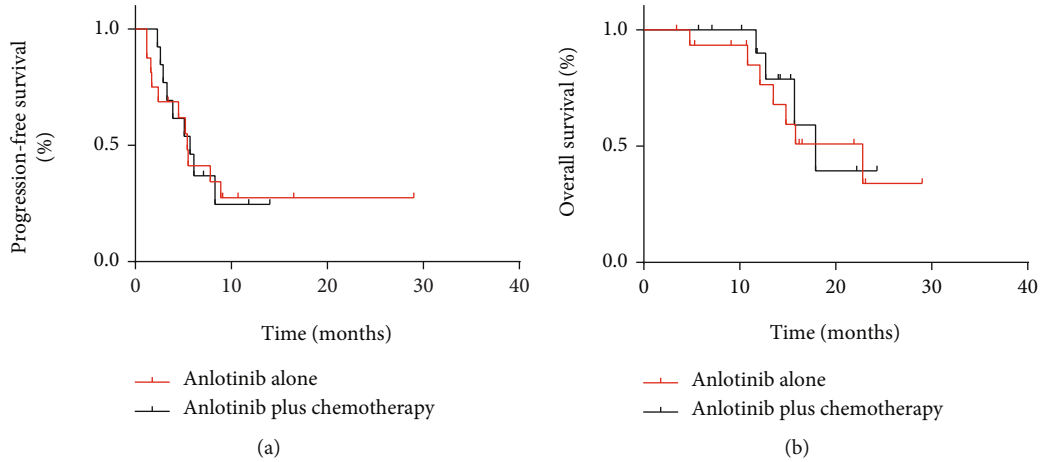 Progression-free survival
(%)
1.0
0.5
0.0
0
10
20
30
40
Time (months)
Anlotinib alone
Anlotinib plus chemotherapy
(a)
Overall survival (%)
1.0
0.5
0.0
0
10
20
30
40
Time (months)
Anlotinib alone
Anlotinib plus chemotherapy
(b)